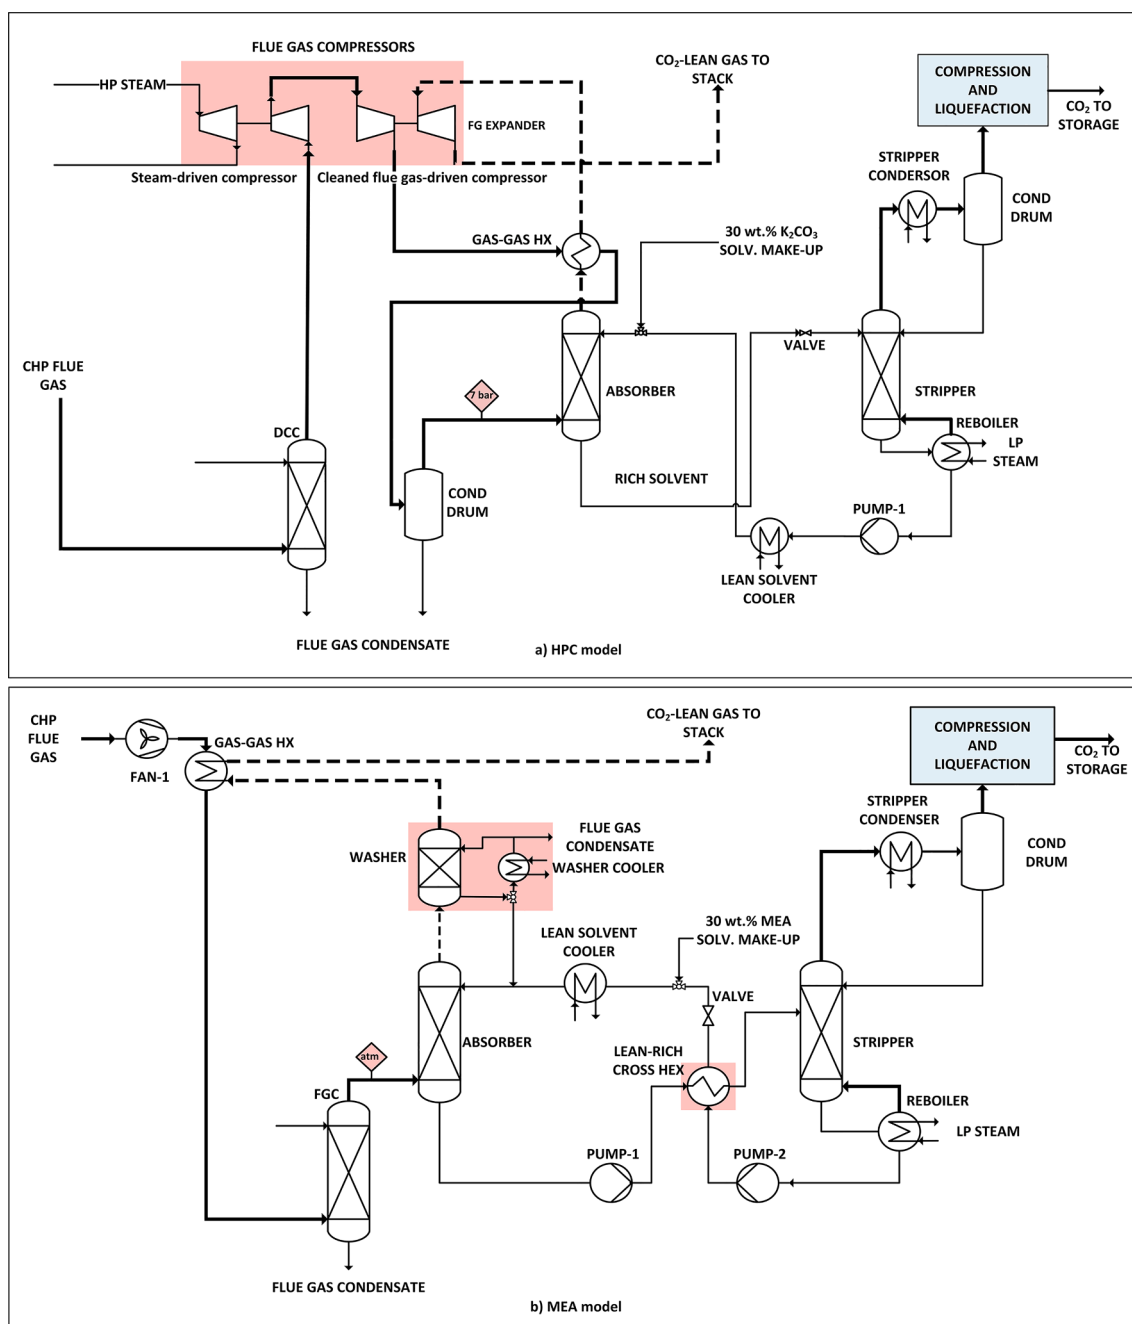 FLUE GAS COMPRESSORS
HP STEAM
FG EXPANDER
Steam-driven compressor
Cleaned flue gas-driven compressor
CO₂-LEAN GAS TO
STACK
COMPRESSION
AND
LIQUEFACTION
CO₂ TO
STORAGE
STRIPPER
CONDERSOR
COND
DRUM
GAS-GAS HX
30 wt.% K₂CO₃
SOLV. MAKE-UP
VALVE
CHP FLUE
GAS
7 bar
ABSORBER
STRIPPER
DCC
REBOILER
LP
STEAM
RICH SOLVENT
COND
DRUM
PUMP-1
LEAN SOLVENT
COOLER
FLUE GAS CONDENSATE
a) HPC model
CHP
FLUE
GAS
FAN-1
GAS-GAS HX
CO₂-LEAN GAS TO
STACK
COMPRESSION
AND
LIQUEFACTION
CO₂ TO
STORAGE
STRIPPER
CONDENSER
COND
DRUM
WASHER
FLUE GAS
CONDENSATE
WASHER COOLER
30 wt.% MEA
SOLV. MAKE-UP
LEAN SOLVENT
COOLER
VALVE
ABSORBER
LEAN-RICH
CROSS HEX
STRIPPER
atm
FGC
REBOILER
LP STEAM
PUMP-1
PUMP-2
FLUE GAS CONDENSATE
b) MEA model